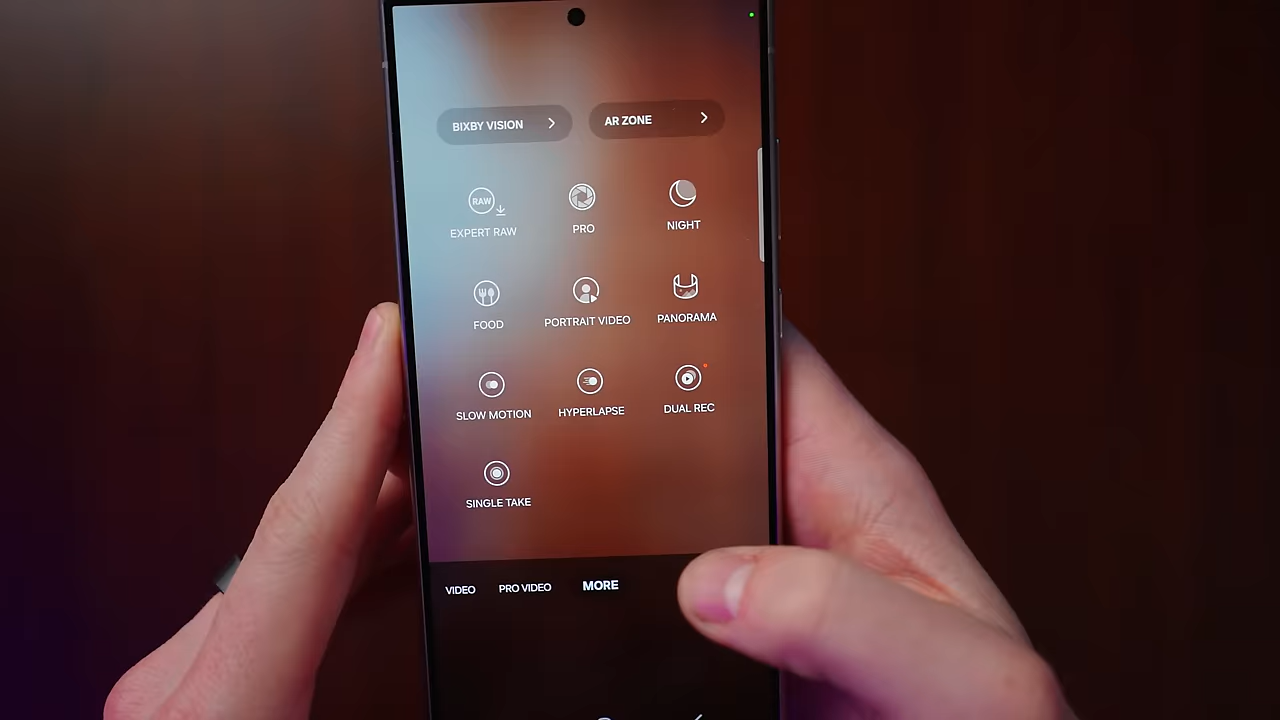 BIXBY VISION
AR ZONE
RAW
EXPERT RAW
PRO
NIGHT
FOOD
PORTRAIT VIDEO
PANORAMA
SLOW MOTION
HYPERLAPSE
DUAL REC
SINGLE TAKE
VIDEO
PRO VIDEO
MORE